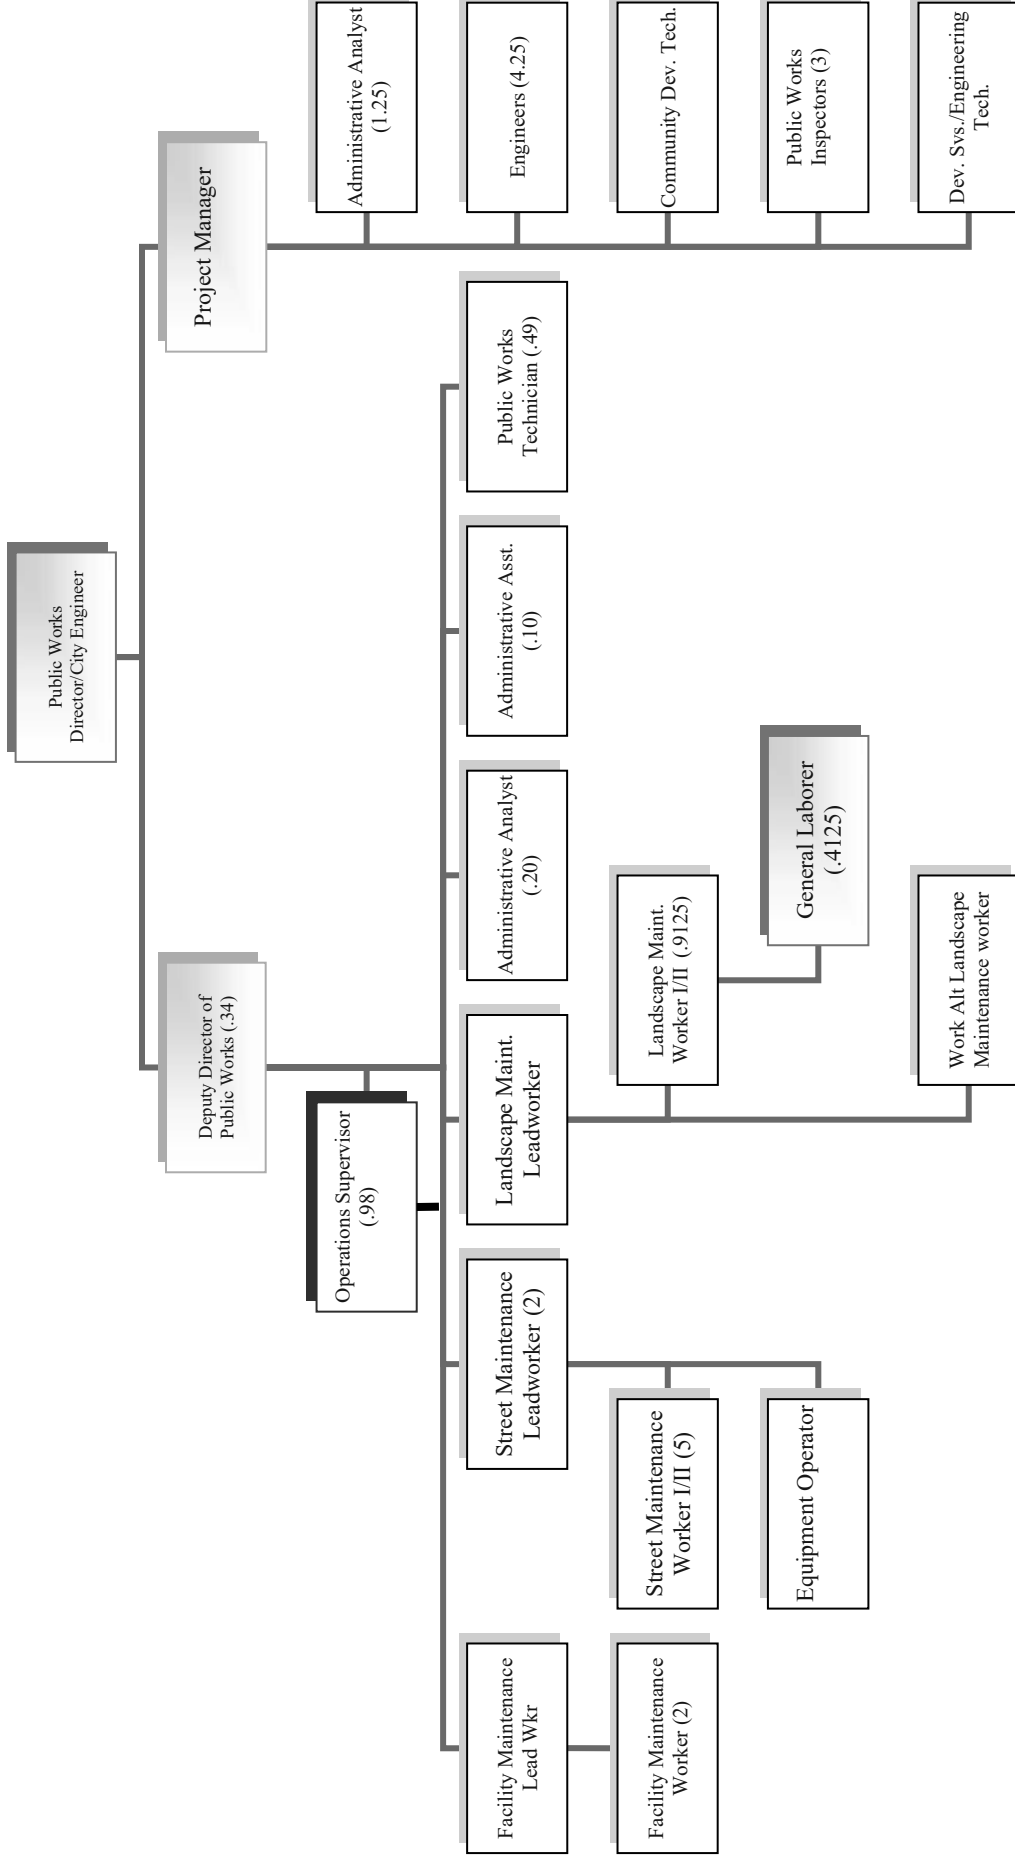 Public Works
Director/City Engineer
Deputy Director of
Public Works (.34)
Project Manager
Operations Supervisor
(.98)
Administrative Analyst
(1.25)
Engineers (4.25)
Community Dev. Tech.
Public Works
Inspectors (3)
Dev. Svs./Engineering
Tech.
Facility Maintenance
Lead Wkr
Facility Maintenance
Worker (2)
Street Maintenance
Leadworker (2)
Street Maintenance
Worker I/II (5)
Equipment Operator
Landscape Maint.
Leadworker
Landscape Maint.
Worker I/II (.9125)
General Laborer
(.4125)
Work Alt Landscape
Maintenance worker
Administrative Analyst
(.20)
Administrative Asst.
(.10)
Public Works
Technician (.49)